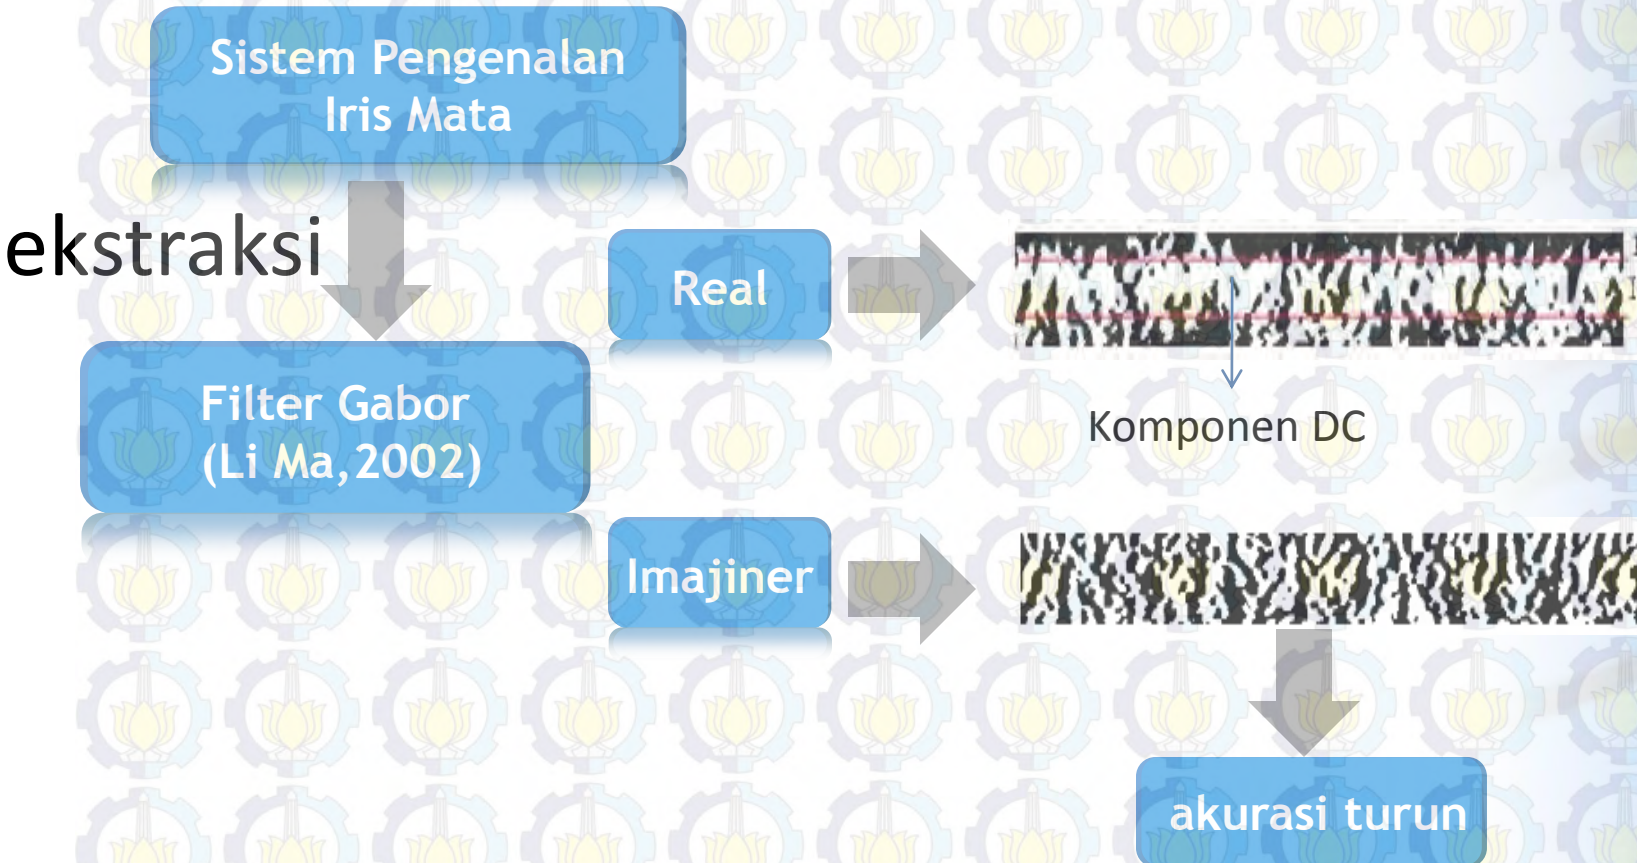 Sistem Pengenalan
Iris Mata
ekstraksi
Filter Gabor
(Li Ma,2002)
Real
Komponen DC
Imajiner
akurasi turun